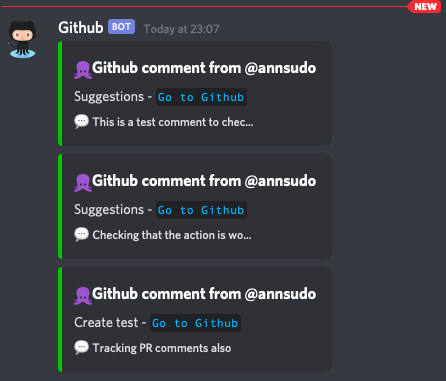 NEW
Github BOT Today at 23:07
Github comment from @annsudo
Suggestions - Go to Github
This is a test comment to chec...
Github comment from @annsudo
Suggestions - Go to Github
Checking that the action is wo...
Github comment from @annsudo
Create test - Go to Github
Tracking PR comments also